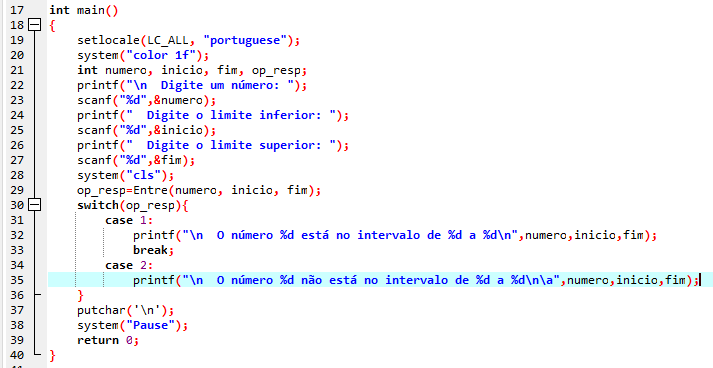 17 int main()
18 {
19 setlocale(LC_ALL, "portuguese");
20 system("color 1f");
21 int numero, inicio, fim, op_resp;
22 printf("\n  Digite um número: ");
23 scanf("%d",&numero);
24 printf("  Digite o limite inferior: ");
25 scanf("%d",&inicio);
26 printf("  Digite o limite superior: ");
27 scanf("%d",&fim);
28 system("cls");
29 op_resp=Entre(numero, inicio, fim);
30 switch(op_resp){
31 case 1:
32 printf("\n  O número %d está no intervalo de %d a %d\n",numero,inicio,fim);
33 break;
34 case 2:
35 printf("\n  O número %d não está no intervalo de %d a %d\n\a",numero,inicio,fim);
36 }
37 putchar('\n');
38 system("Pause");
39 return 0;
40 }